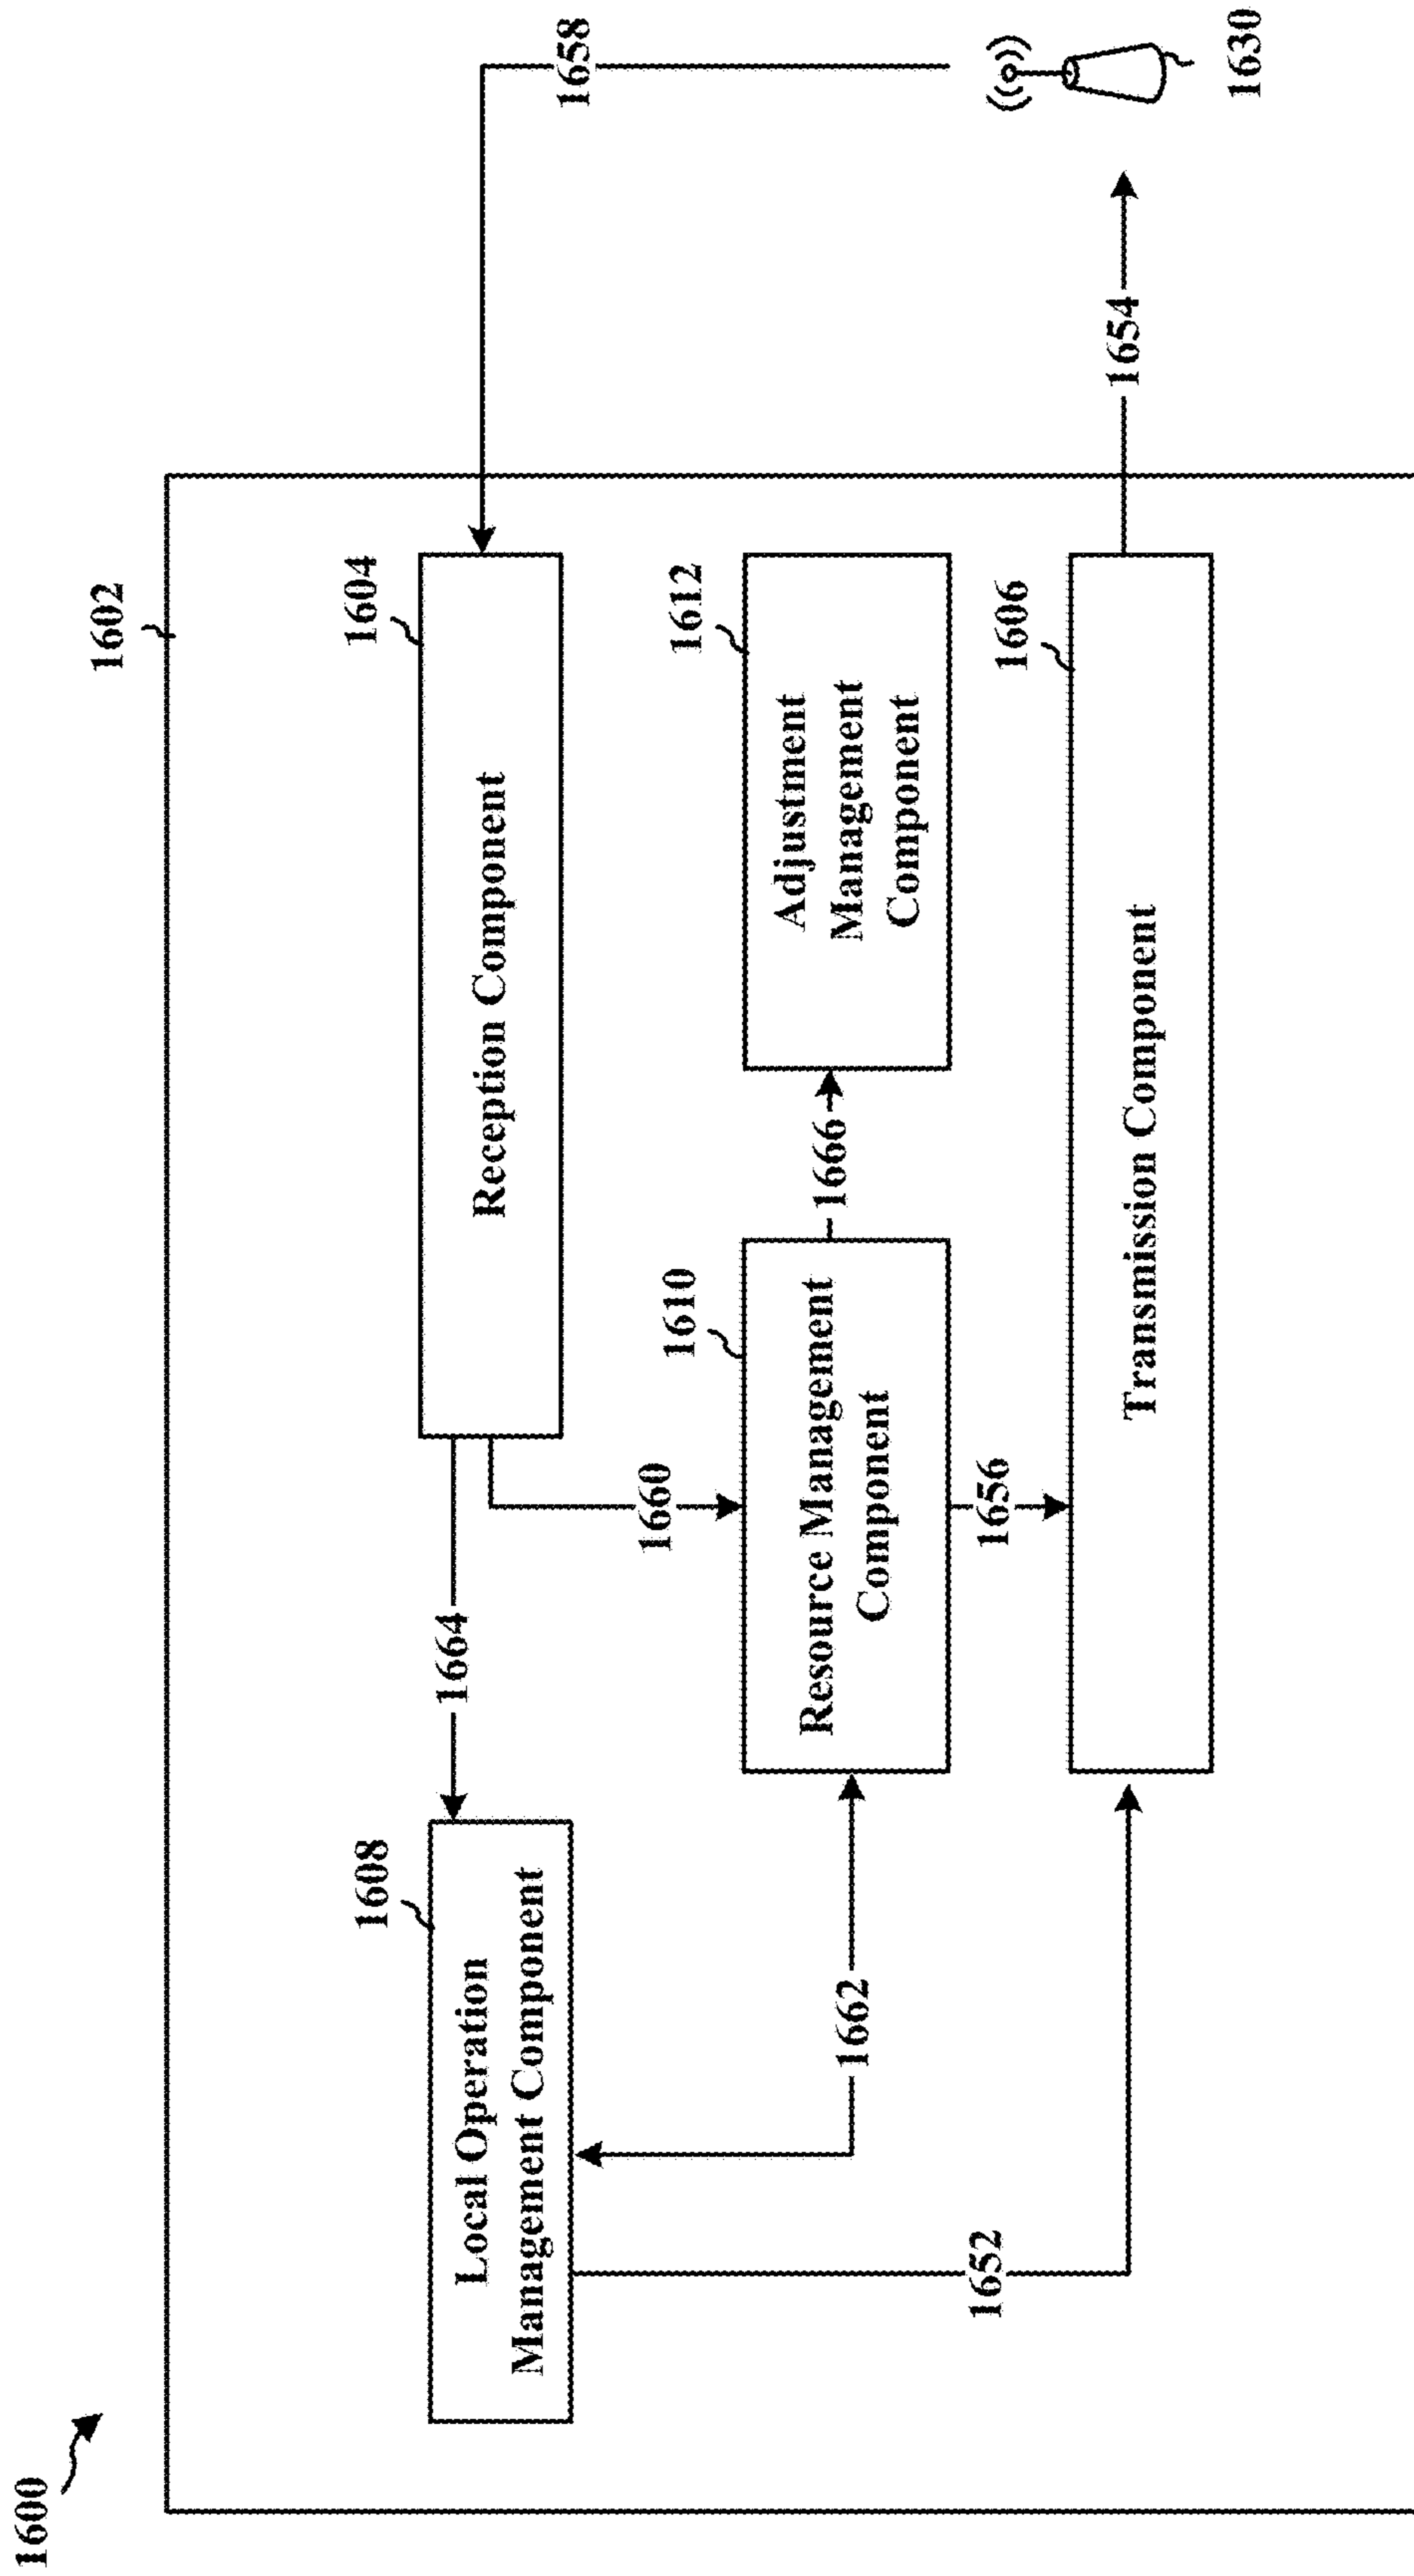 1600
1602
1604
Reception Component
1658
1608
Local Operation
Management Component
1664
1660
1612
Adjustment
Management
Component
1610
Resource Management
Component
1666
1662
1656
1606
Transmission Component
1652
1654
1630